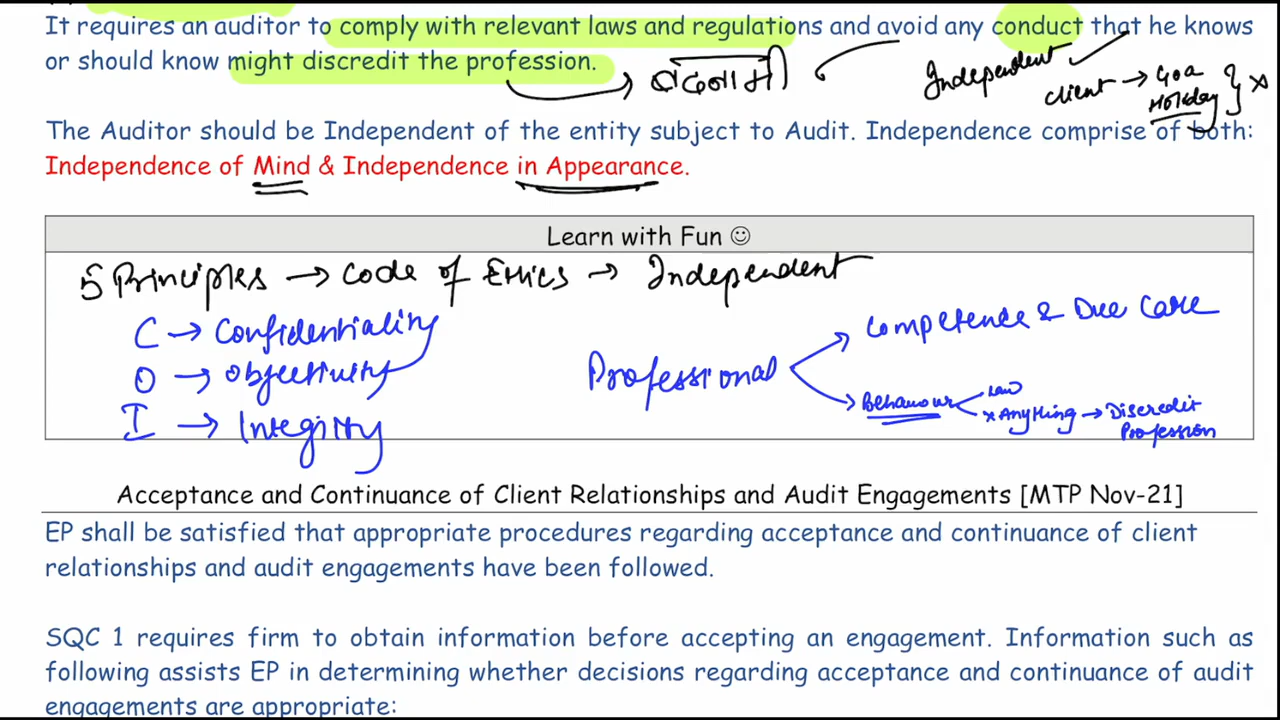 It requires an auditor to comply with relevant laws and regulations and avoid any conduct that he knows
or should know might discredit the profession.
बदनामी
Independent
Client → Goa
Holiday
The Auditor should be Independent of the entity subject to Audit. Independence comprise of both:
Independence of Mind & Independence in Appearance.
Learn with Fun ☺
5 Principles → Code of Ethics → Independent
C → Confidentiality
O → Objectivity
I → Integrity
Professional
Competence & Due Care
Behaviour
Law
× Anything → Discredit
Profession
Acceptance and Continuance of Client Relationships and Audit Engagements [MTP Nov-21]
EP shall be satisfied that appropriate procedures regarding acceptance and continuance of client
relationships and audit engagements have been followed.
SQC 1 requires firm to obtain information before accepting an engagement. Information such as
following assists EP in determining whether decisions regarding acceptance and continuance of audit
engagements are appropriate: